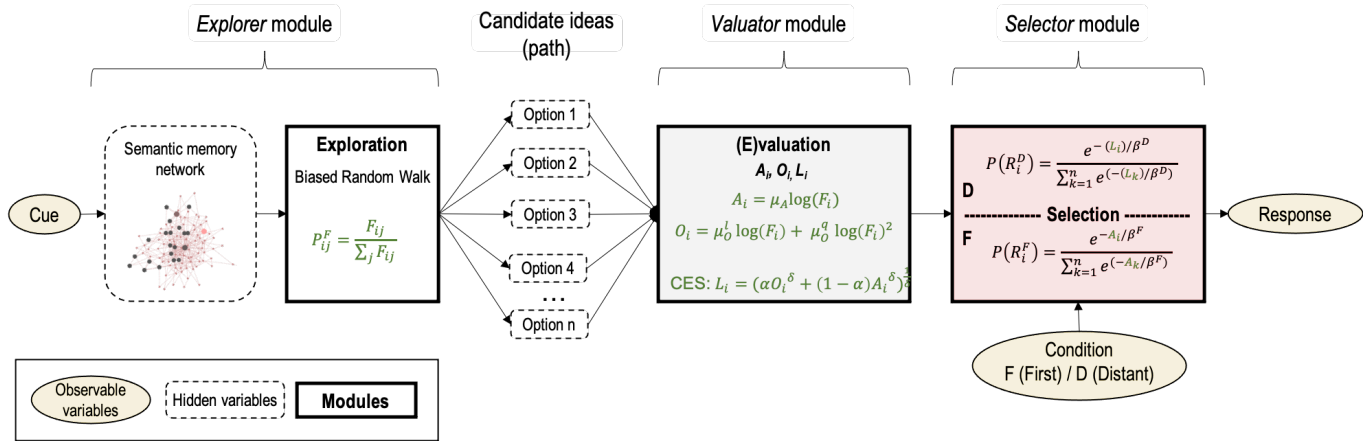 Explorer module
Candidate ideas
(path)
Valuator module
Selector module
Cue
Semantic memory
network
Exploration
Biased Random Walk
P_{ij}^F = F_{ij} / ∑_j F_{ij}
Option 1
Option 2
Option 3
Option 4
...
Option n
(E)valuation
A_i, O_i, L_i
A_i = μ_A log(F_i)
O_i = μ_O^l log(F_i) + μ_O^q log(F_i)^2
CES: L_i = (αO_i^δ + (1 − α)A_i^δ)^{1/δ}
P(R_i^D) = e^{−(L_i)/β^D} / ∑_{k=1}^n e^{(−(L_k)/β^D)}
D
Selection
F
P(R_i^F) = e^{−A_i/β^F} / ∑_{k=1}^n e^{(−A_k/β^F)}
Response
Condition
F (First) / D (Distant)
Observable
variables
Hidden variables
Modules